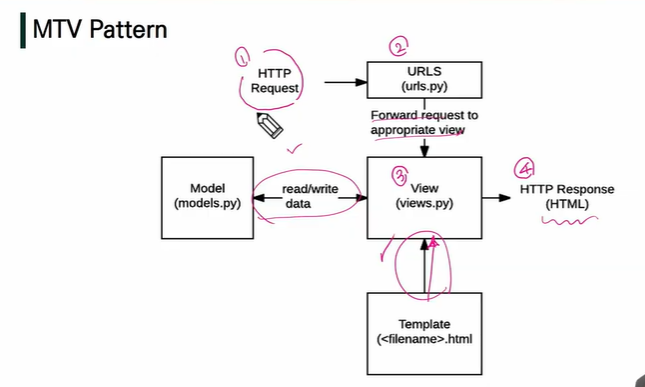 MTV Pattern
①
HTTP
Request
②
URLS
(urls.py)
Forward request to
appropriate view
Model
(models.py)
read/write
data
③
View
(views.py)
④
HTTP Response
(HTML)
Template
(<filename>.html